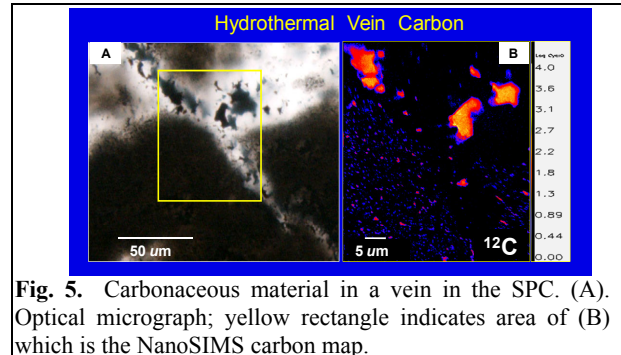 Hydrothermal Vein Carbon
A
B
Log Cym:0
4.0
3.6
3.1
2.7
2.2
1.8
1.3
0.89
0.44
0.00
50 um
5 um
12C
Fig. 5. Carbonaceous material in a vein in the SPC. (A).
Optical micrograph; yellow rectangle indicates area of (B)
which is the NanoSIMS carbon map.